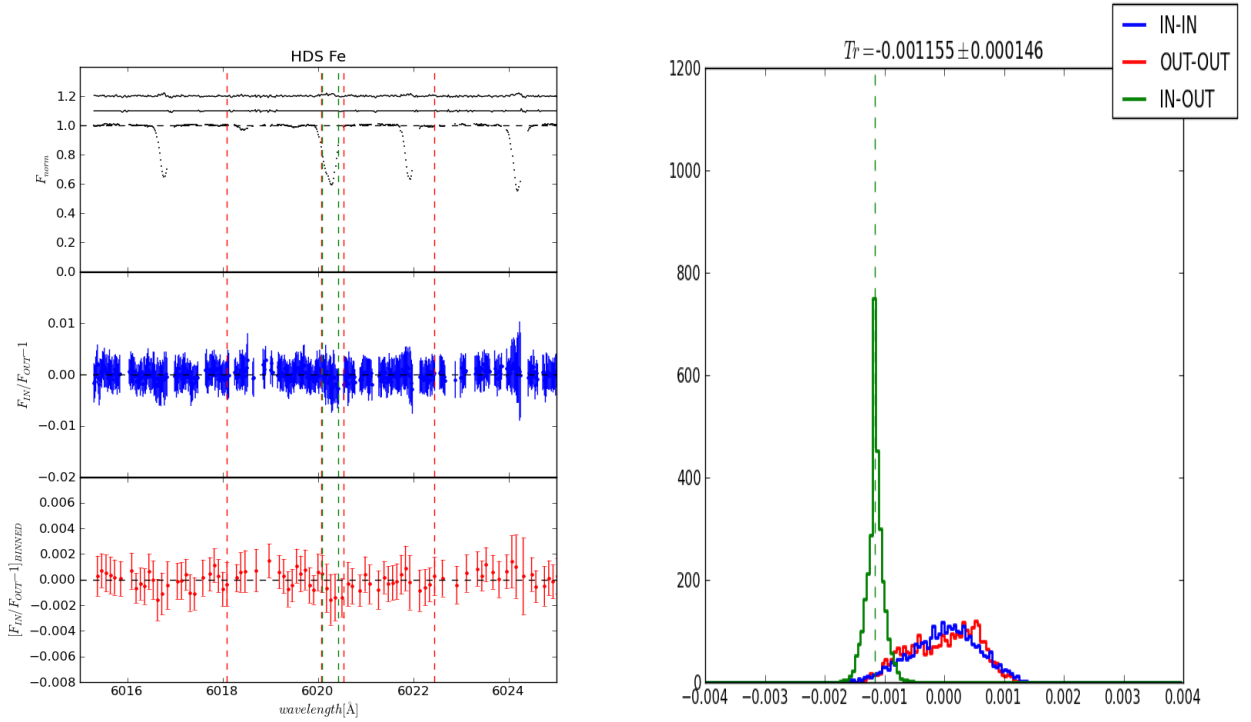 HDS Fe
1.2
1.0
0.8
0.6
0.4
0.2
0.0
F_norm
0.01
0.00
−0.01
−0.02
F_IN/F_OUT−1
0.006
0.004
0.002
0.000
−0.002
−0.004
−0.006
−0.008
[F_IN/F_OUT−1]_BINNED
6016 6018 6020 6022 6024
wavelength[Å]
Tr=-0.001155±0.000146
IN-IN
OUT-OUT
IN-OUT
1200
1000
800
600
400
200
0
−0.004 −0.003 −0.002 −0.001 0.000 0.001 0.002 0.003 0.004